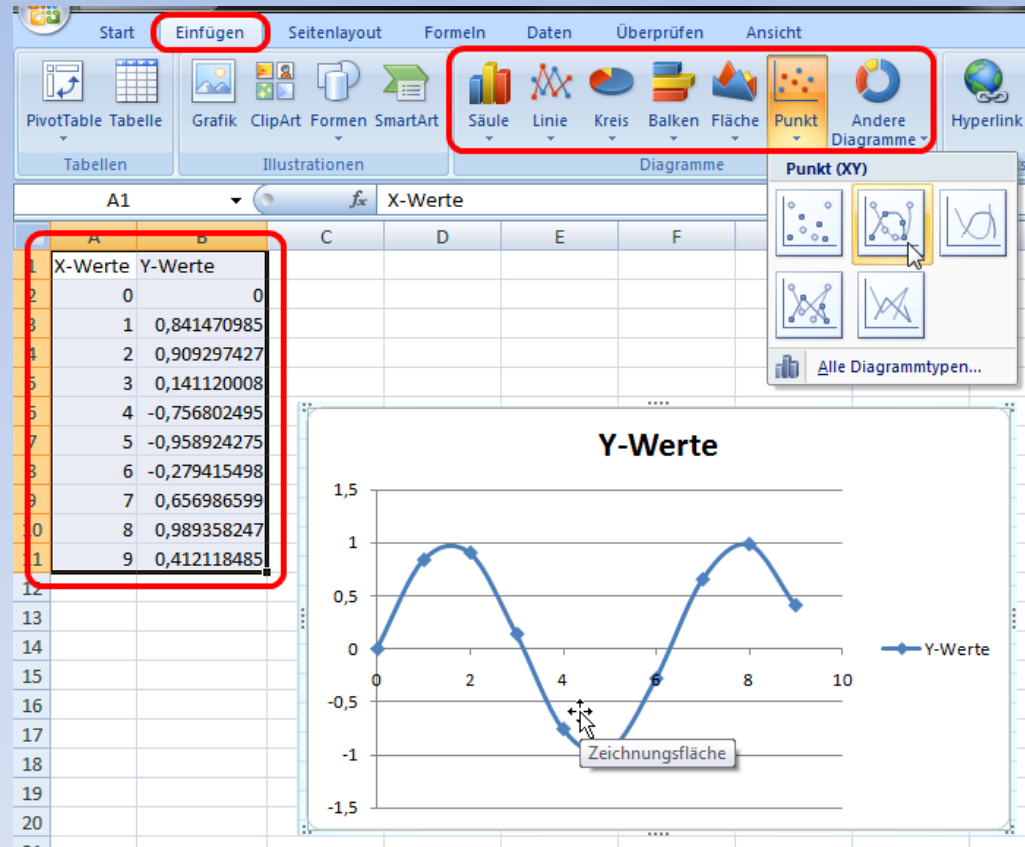 Start Einfügen Seitenlayout Formeln Daten Überprüfen Ansicht
PivotTable Tabelle Grafik ClipArt Formen SmartArt Säule Linie Kreis Balken Fläche Punkt Andere Diagramme Hyperlink
Tabellen Illustrationen Diagramme
Punkt (XY)
Alle Diagrammtypen...
A1 fx X-Werte
A B C D E F
1 X-Werte Y-Werte
2 0 0
3 1 0,841470985
4 2 0,909297427
5 3 0,141120008
6 4 -0,756802495
7 5 -0,958924275
8 6 -0,279415498
9 7 0,656986599
10 8 0,989358247
11 9 0,412118485
12
13
14
15
16
17
18
19
20
Y-Werte
1,5
1
0,5
0
-0,5
-1
-1,5
0 2 4 6 8 10
Y-Werte
Zeichnungsfläche